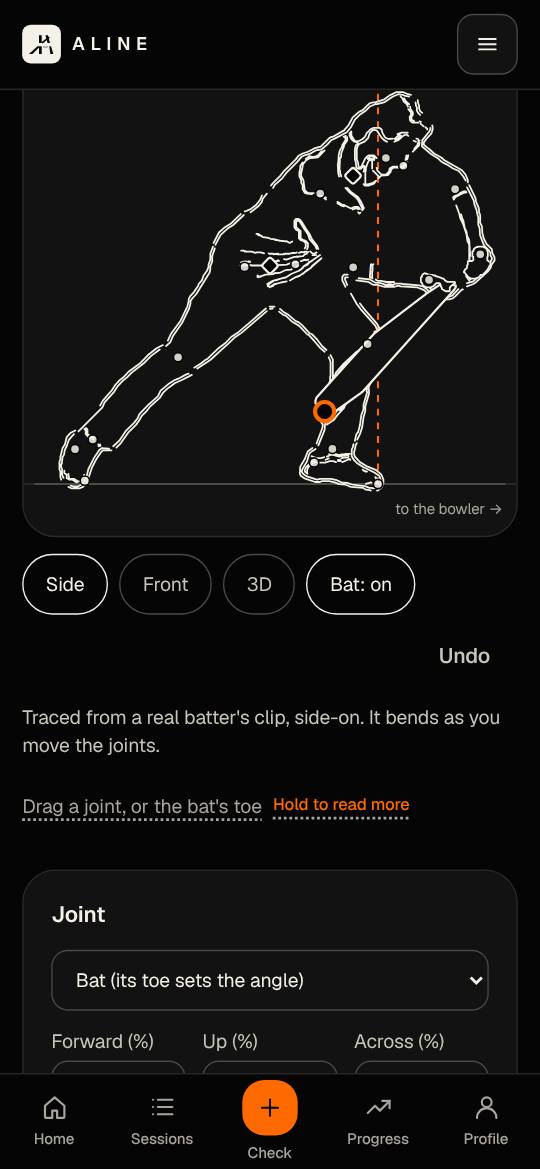 ALINE
to the bowler →
Side
Front
3D
Bat: on
Undo
Traced from a real batter's clip, side-on. It bends as you
move the joints.
Drag a joint, or the bat's toe Hold to read more
Joint
Bat (its toe sets the angle)
Forward (%) Up (%) Across (%)
Home
Sessions
Check
Progress
Profile